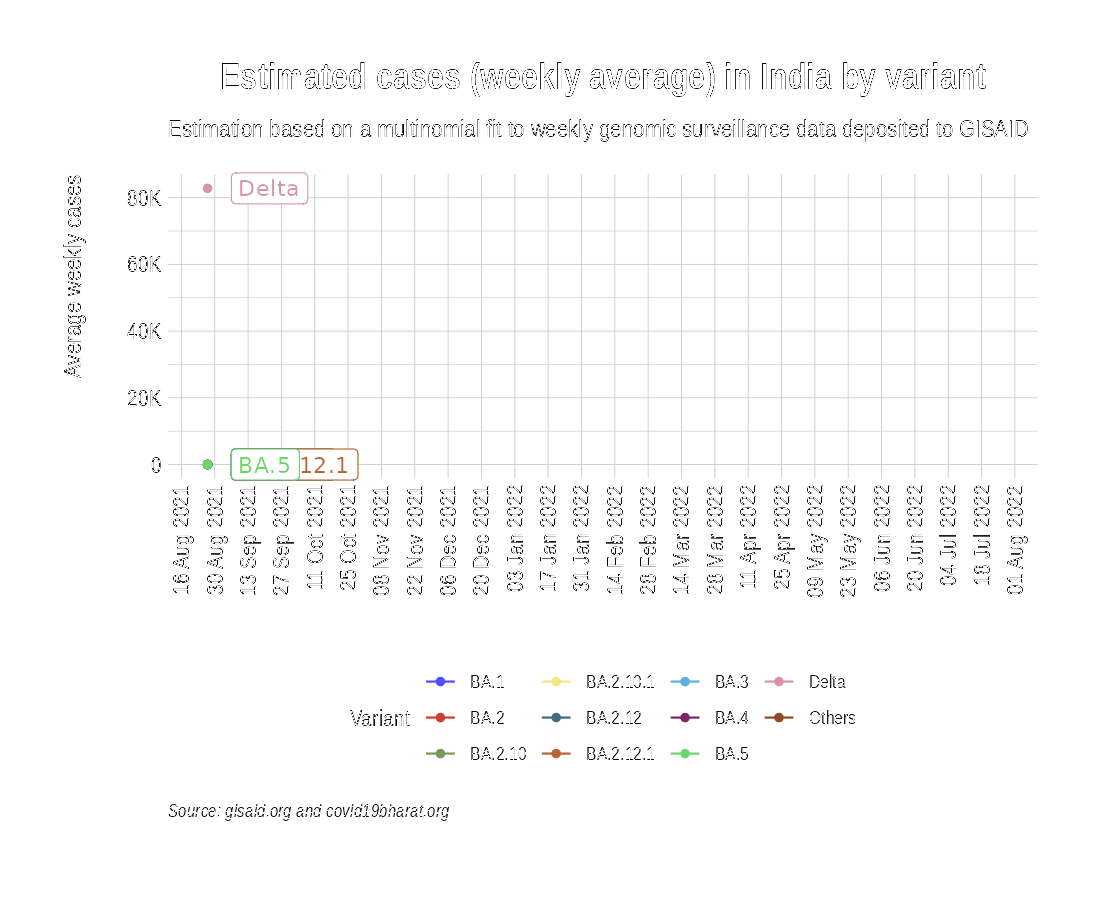 Estimated cases (weekly average) in India by variant
Estimation based on a multinomial fit to weekly genomic surveillance data deposited to GISAID
Average weekly cases
80K
60K
40K
20K
0
Delta
BA.5
12.1
16 Aug 2021
30 Aug 2021
13 Sep 2021
27 Sep 2021
11 Oct 2021
25 Oct 2021
08 Nov 2021
22 Nov 2021
06 Dec 2021
20 Dec 2021
03 Jan 2022
17 Jan 2022
31 Jan 2022
14 Feb 2022
28 Feb 2022
14 Mar 2022
28 Mar 2022
11 Apr 2022
25 Apr 2022
09 May 2022
23 May 2022
06 Jun 2022
20 Jun 2022
04 Jul 2022
18 Jul 2022
01 Aug 2022
Variant
BA.1
BA.2
BA.2.10
BA.2.10.1
BA.2.12
BA.2.12.1
BA.3
BA.4
BA.5
Delta
Others
Source: gisaid.org and covid19bharat.org